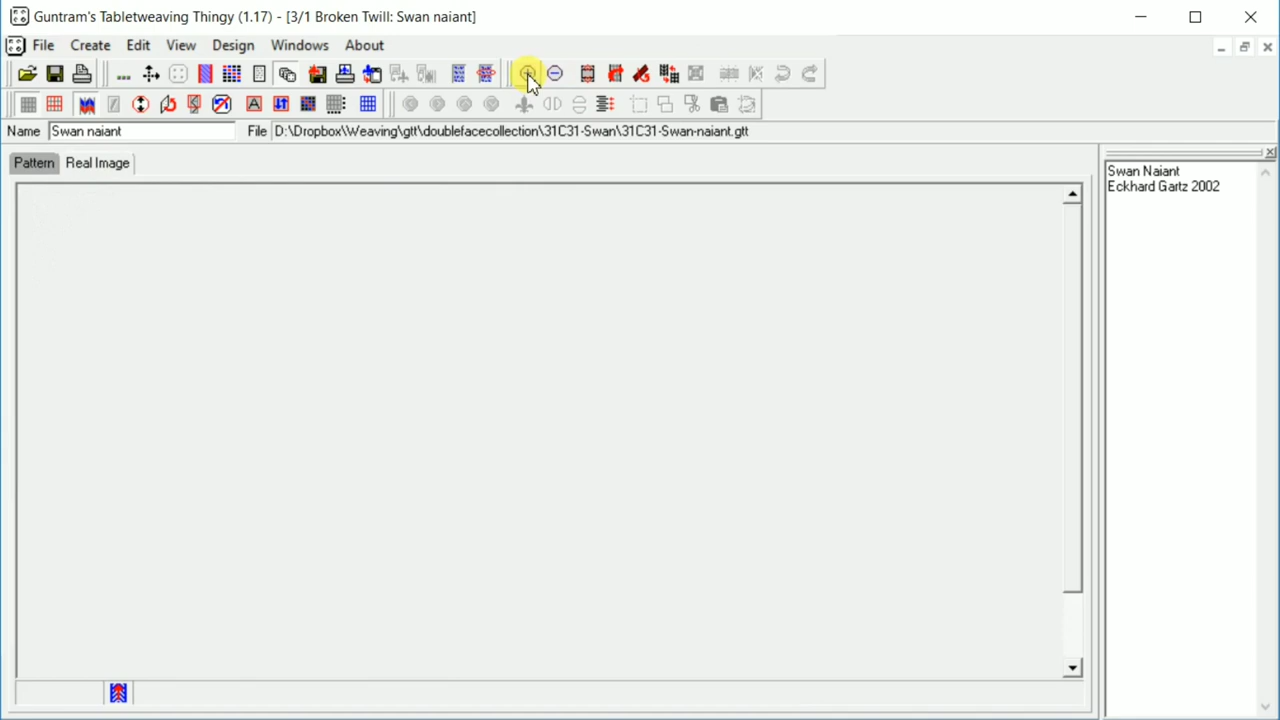 Guntram's Tabletweaving Thingy (1.17) - [3/1 Broken Twill: Swan naiant]
File Create Edit View Design Windows About
Name Swan naiant File D:\Dropbox\Weaving\gtt\doublefacecollection\31C31-Swan\31C31-Swan-naiant.gtt
Pattern Real Image
Swan Naiant
Eckhard Gartz 2002